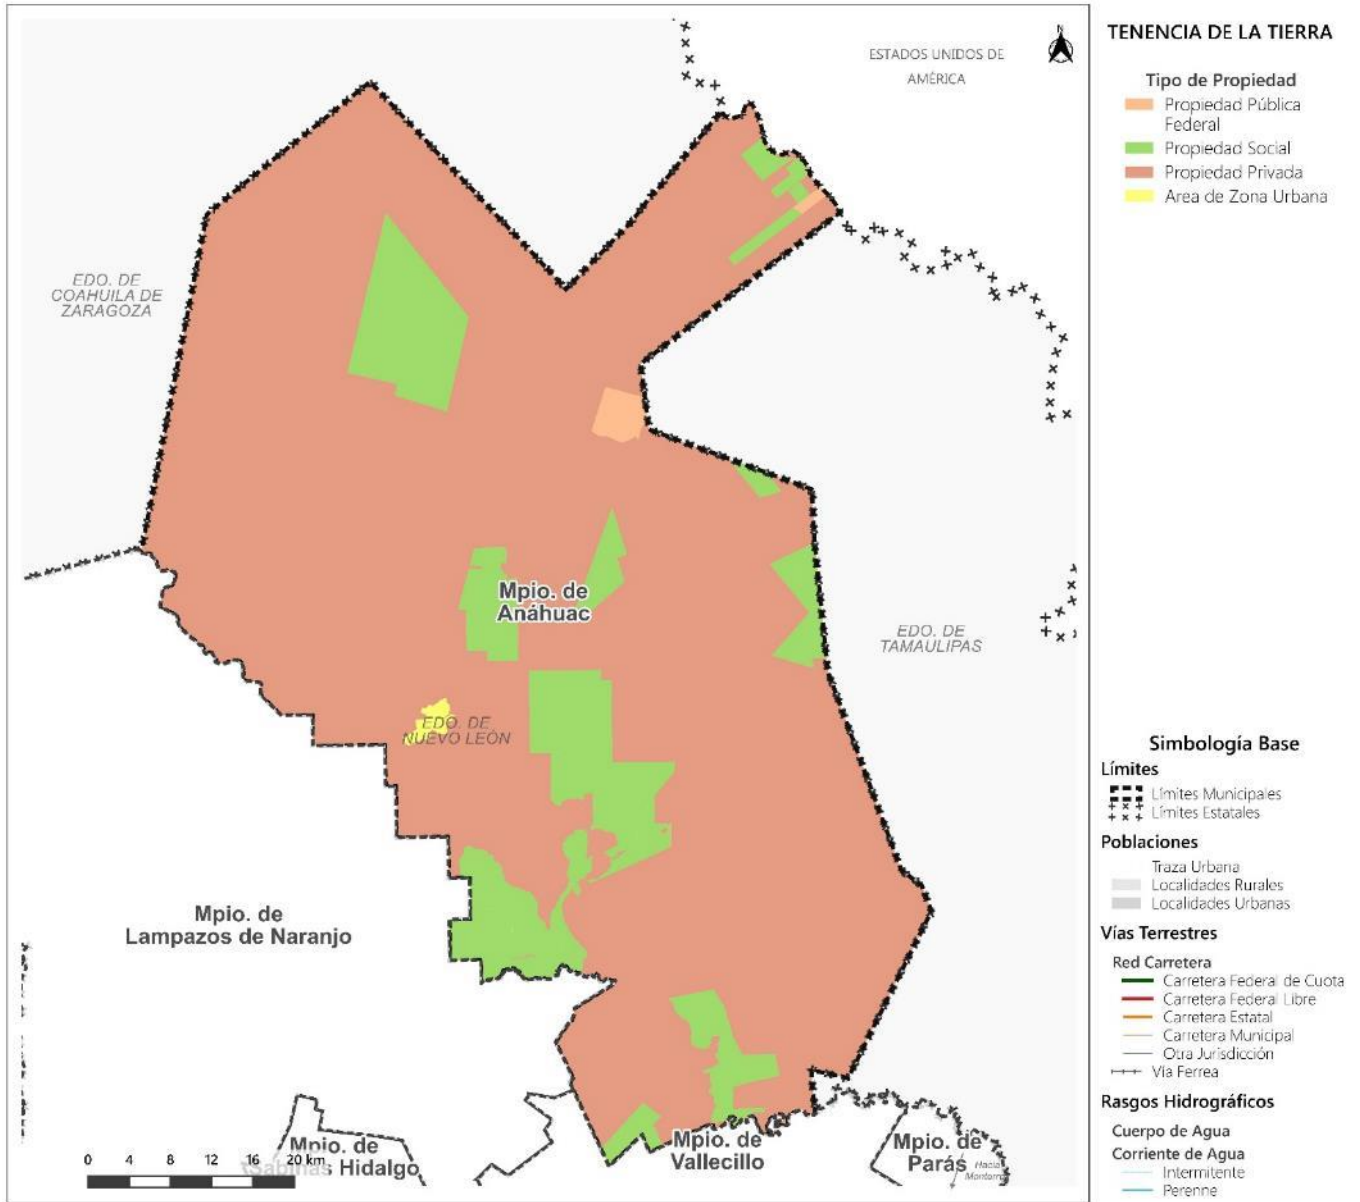 N
ESTADOS UNIDOS DE
AMÉRICA
EDO. DE
COAHUILA DE
ZARAGOZA
Mpio. de
Anáhuac
EDO. DE
TAMAULIPAS
EDO. DE
NUEVO LEÓN
Mpio. de
Lampazos de Naranjo
Mpio. de
Sabinas Hidalgo
Mpio. de
Vallecillo
Mpio. de
Parás
Hacia
0 4 8 12 16 20 km
TENENCIA DE LA TIERRA
Tipo de Propiedad
Propiedad Pública
Federal
Propiedad Social
Propiedad Privada
Area de Zona Urbana
Simbología Base
Límites
Límites Municipales
Límites Estatales
Poblaciones
Traza Urbana
Localidades Rurales
Localidades Urbanas
Vías Terrestres
Red Carretera
Carretera Federal de Cuota
Carretera Federal Libre
Carretera Estatal
Carretera Municipal
Otra Jurisdicción
Vía Ferrea
Rasgos Hidrográficos
Cuerpo de Agua
Corriente de Agua
Intermitente
Perenne